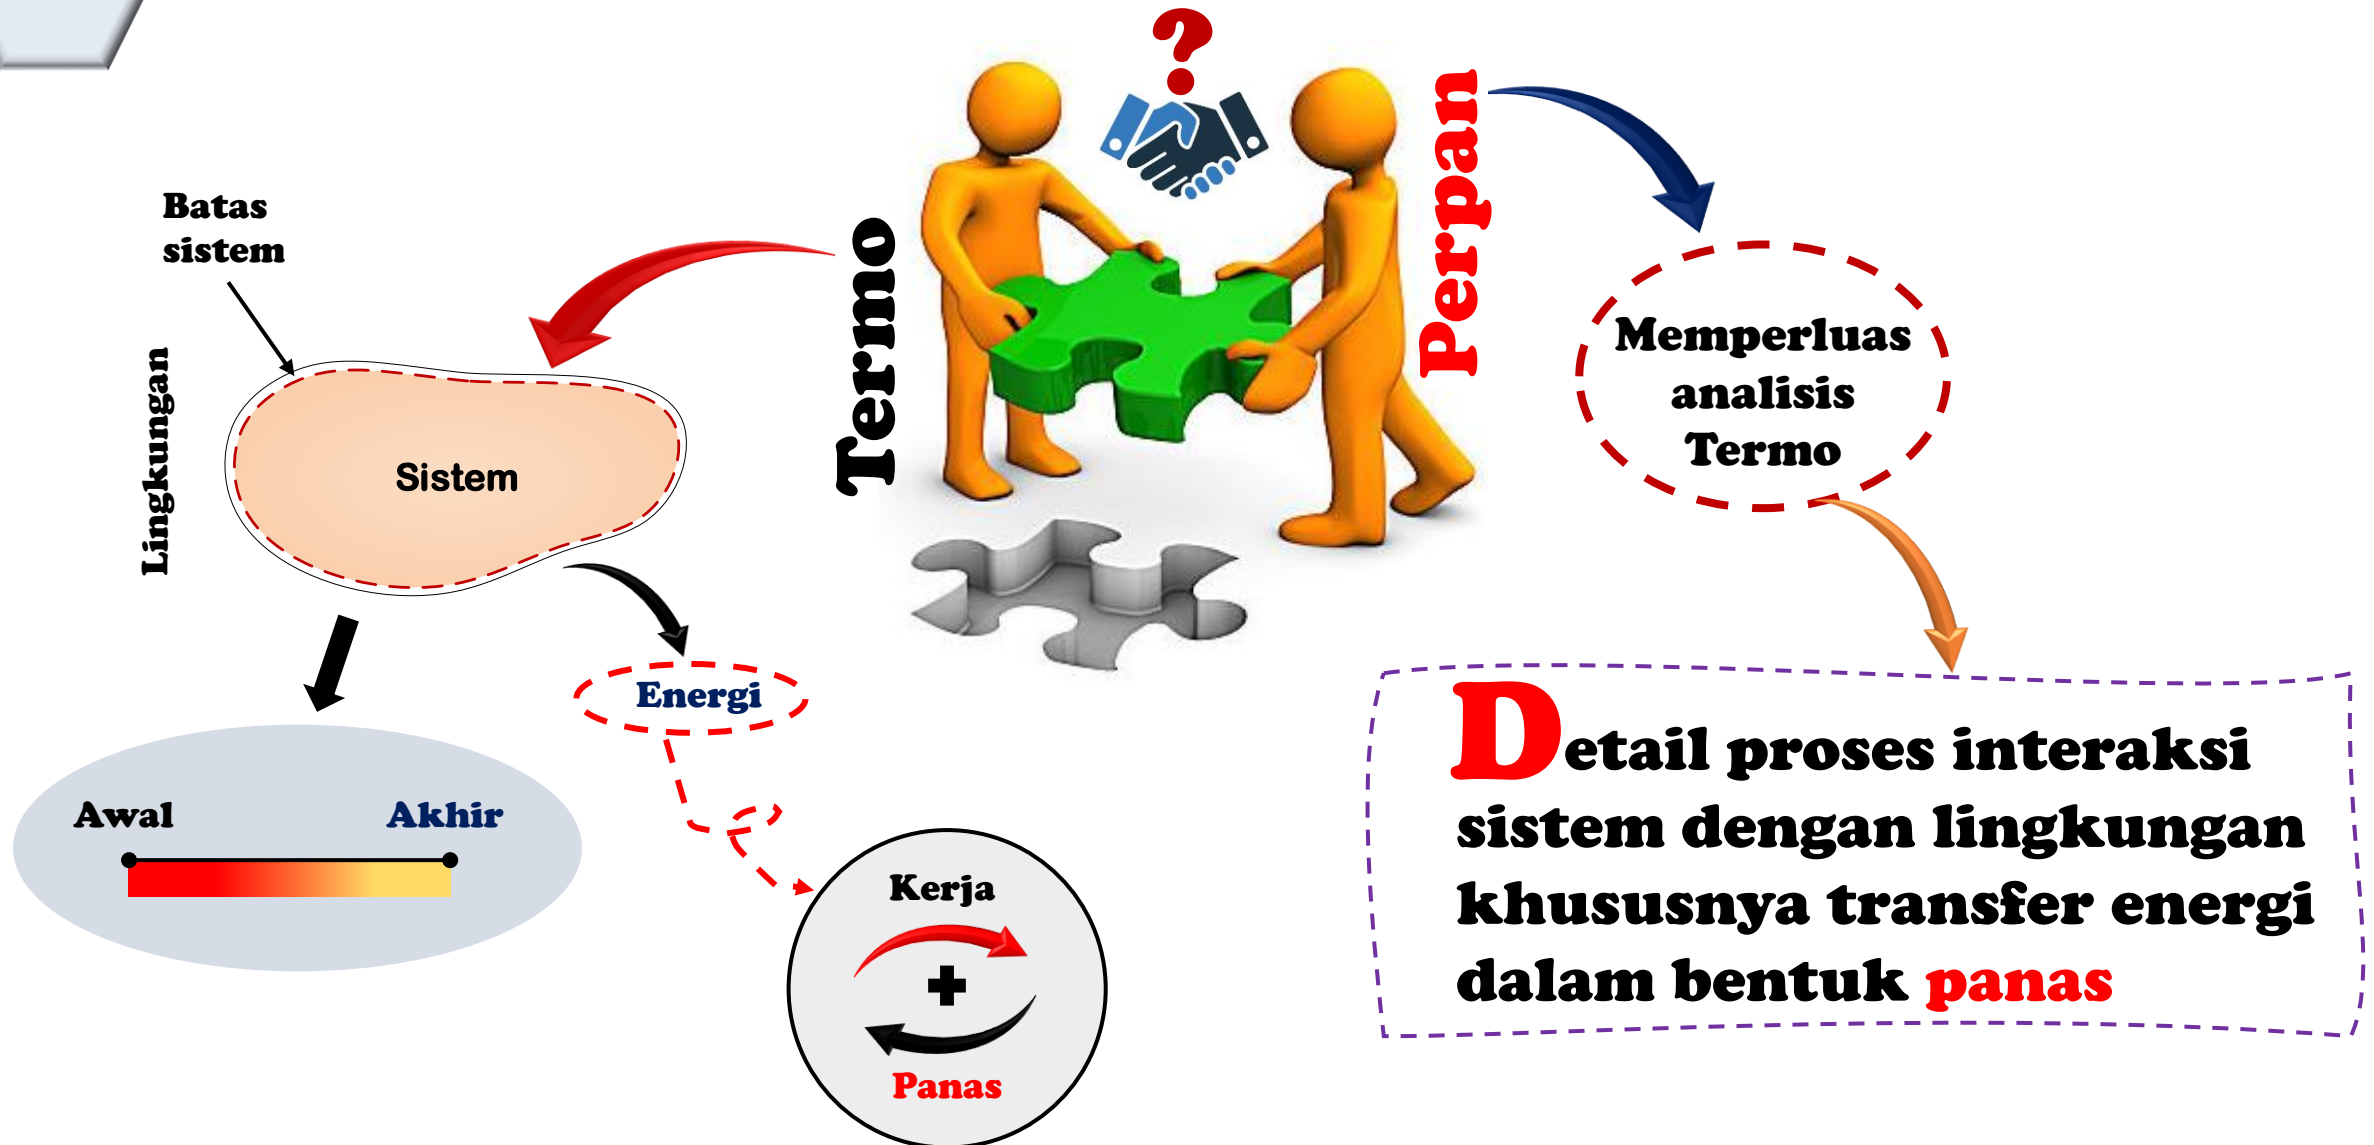 ?
Termo
Perpan
Batas
sistem
Lingkungan
Sistem
Energi
Awal
Akhir
Kerja
+
Panas
Memperluas
analisis
Termo
Detail proses interaksi
sistem dengan lingkungan
khususnya transfer energi
dalam bentuk panas